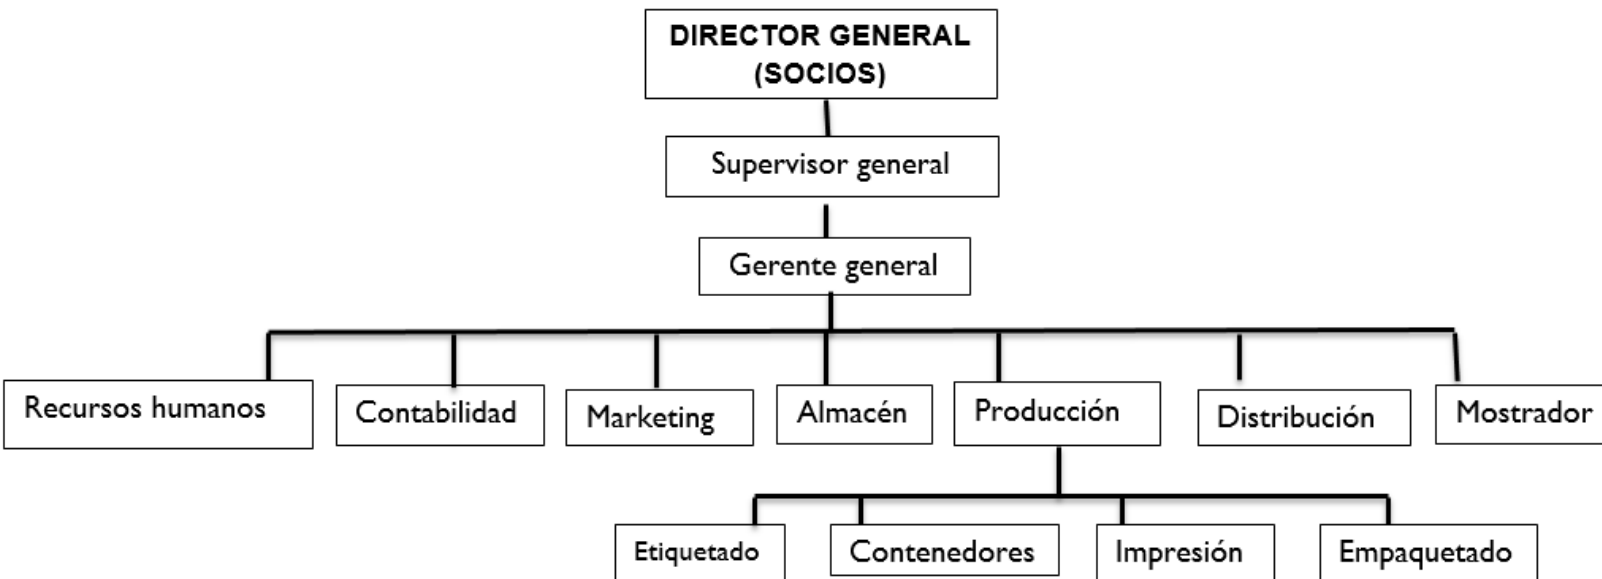 DIRECTOR GENERAL
(SOCIOS)
Supervisor general
Gerente general
Recursos humanos
Contabilidad
Marketing
Almacén
Producción
Distribución
Mostrador
Etiquetado
Contenedores
Impresión
Empaquetado